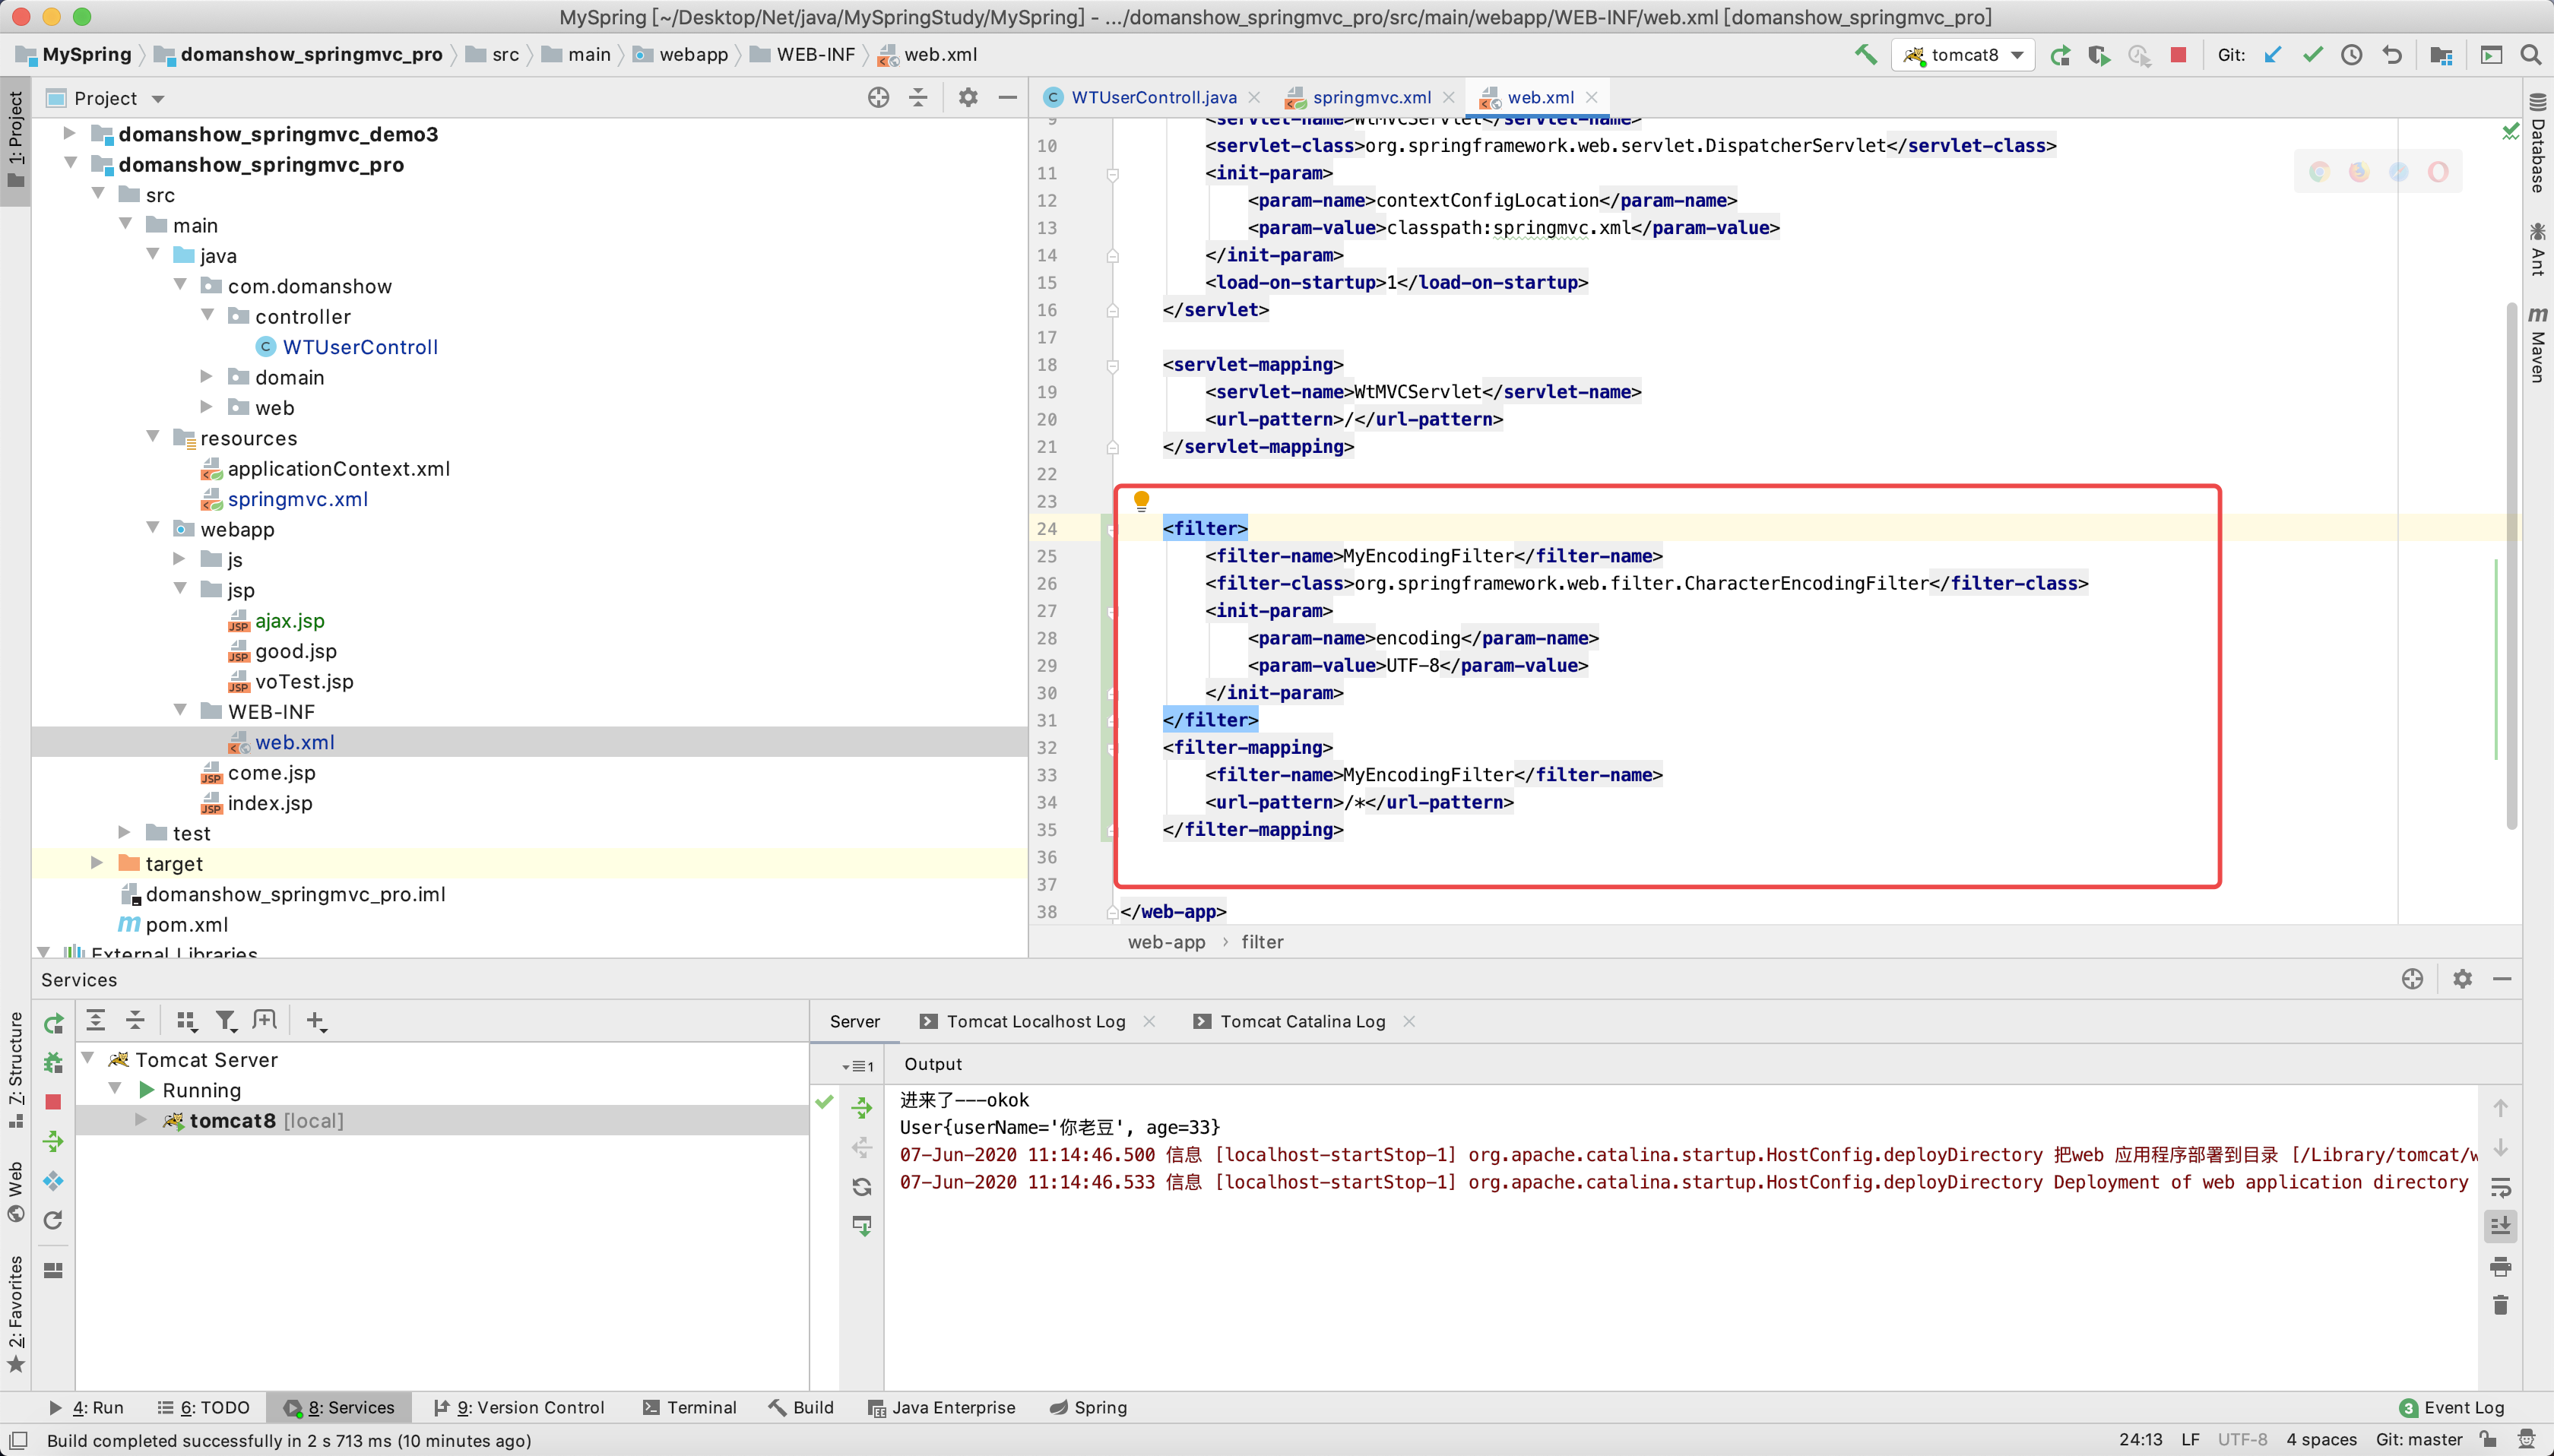 MySpring [~/Desktop/Net/java/MySpringStudy/MySpring] - .../domanshow_springmvc_pro/src/main/webapp/WEB-INF/web.xml [domanshow_springmvc_pro]
MySpring domanshow_springmvc_pro src main webapp WEB-INF web.xml
tomcat8
Git:
1: Project
Project
domanshow_springmvc_demo3
domanshow_springmvc_pro
src
main
java
com.domanshow
controller
WTUserControll
domain
web
resources
applicationContext.xml
springmvc.xml
webapp
js
jsp
ajax.jsp
good.jsp
voTest.jsp
WEB-INF
web.xml
come.jsp
index.jsp
test
target
domanshow_springmvc_pro.iml
pom.xml
External Libraries
WTUserControll.java springmvc.xml web.xml
9 <servlet-name>WtMVCServlet</servlet-name>
10 <servlet-class>org.springframework.web.servlet.DispatcherServlet</servlet-class>
11 <init-param>
12 <param-name>contextConfigLocation</param-name>
13 <param-value>classpath:springmvc.xml</param-value>
14 </init-param>
15 <load-on-startup>1</load-on-startup>
16 </servlet>
17
18 <servlet-mapping>
19 <servlet-name>WtMVCServlet</servlet-name>
20 <url-pattern>/</url-pattern>
21 </servlet-mapping>
22
23
24 <filter>
25 <filter-name>MyEncodingFilter</filter-name>
26 <filter-class>org.springframework.web.filter.CharacterEncodingFilter</filter-class>
27 <init-param>
28 <param-name>encoding</param-name>
29 <param-value>UTF-8</param-value>
30 </init-param>
31 </filter>
32 <filter-mapping>
33 <filter-name>MyEncodingFilter</filter-name>
34 <url-pattern>/*</url-pattern>
35 </filter-mapping>
36
37
38 </web-app>
web-app › filter
Database
Ant
Maven
Services
Z: Structure
Web
2: Favorites
Tomcat Server
Running
tomcat8 [local]
Server Tomcat Localhost Log Tomcat Catalina Log
1
Output
进来了---okok
User{userName='你老豆', age=33}
07-Jun-2020 11:14:46.500 信息 [localhost-startStop-1] org.apache.catalina.startup.HostConfig.deployDirectory 把web 应用程序部署到目录 [/Library/tomcat/w
07-Jun-2020 11:14:46.533 信息 [localhost-startStop-1] org.apache.catalina.startup.HostConfig.deployDirectory Deployment of web application directory
4: Run 6: TODO 8: Services 9: Version Control Terminal Build Java Enterprise Spring
3 Event Log
Build completed successfully in 2 s 713 ms (10 minutes ago)
24:13 LF UTF-8 4 spaces Git: master